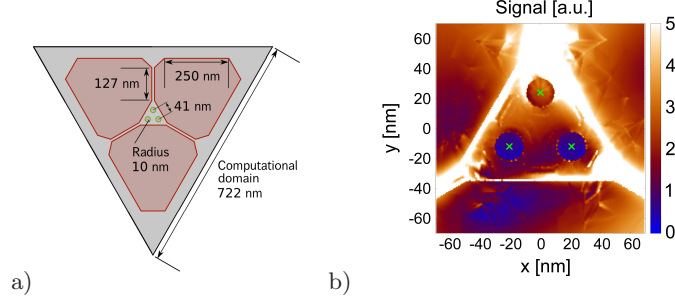 127 nm
250 nm
41 nm
Radius
10 nm
Computational
domain
722 nm
a)
Signal [a.u.]
y [nm]
60
40
20
0
-20
-40
-60
-60 -40 -20 0 20 40 60
x [nm]
5
4
3
2
1
0
b)